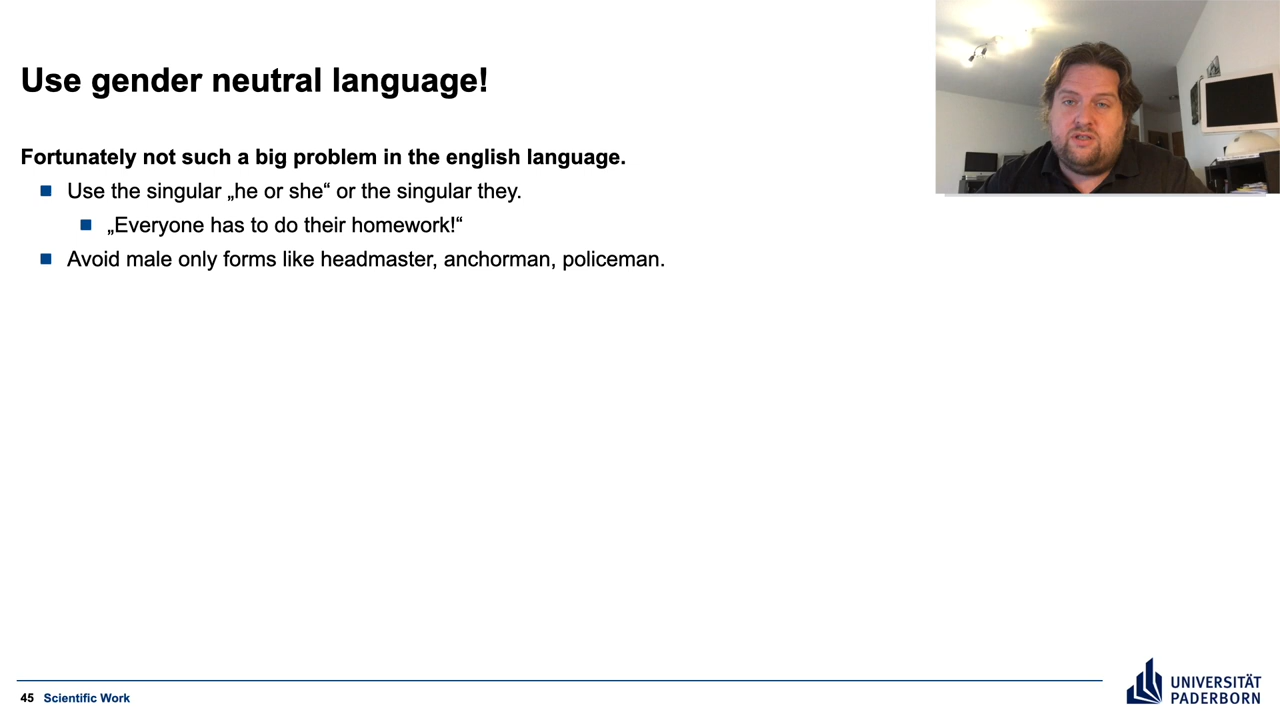 Use gender neutral language!
Fortunately not such a big problem in the english language.
Use the singular „he or she“ or the singular they.
„Everyone has to do their homework!“
Avoid male only forms like headmaster, anchorman, policeman.
45 Scientific Work
UNIVERSITÄT
PADERBORN